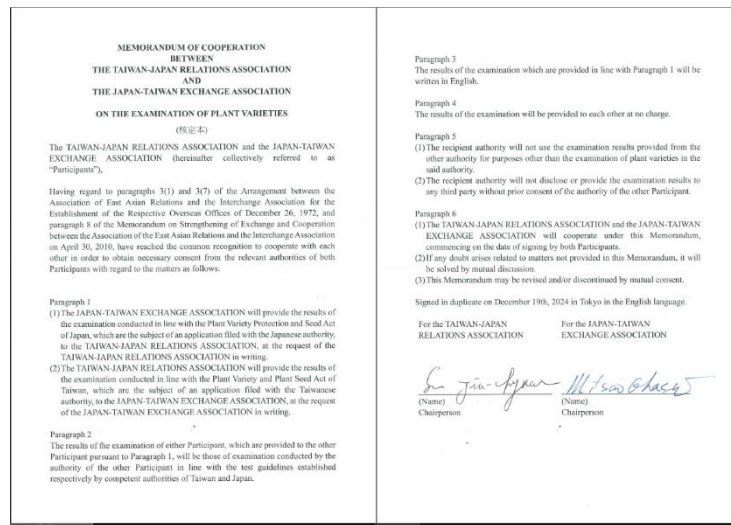 MEMORANDUM OF COOPERATION
BETWEEN
THE TAIWAN-JAPAN RELATIONS ASSOCIATION
AND
THE JAPAN-TAIWAN EXCHANGE ASSOCIATION
ON THE EXAMINATION OF PLANT VARIETIES
(核定本)
The TAIWAN-JAPAN RELATIONS ASSOCIATION and the JAPAN-TAIWAN
EXCHANGE ASSOCIATION (hereinafter collectively referred to as
“Participants”),
Having regard to paragraphs 3(1) and 3(7) of the Arrangement between the
Association of East Asian Relations and the Interchange Association for the
Establishment of the Respective Overseas Offices of December 26, 1972, and
paragraph 8 of the Memorandum on Strengthening of Exchange and Cooperation
between the Association of the East Asian Relations and the Interchange Association
on April 30, 2010, have reached the common recognition to cooperate with each
other in order to obtain necessary consent from the relevant authorities of both
Participants with regard to the matters as follows:
Paragraph 1
(1) The JAPAN-TAIWAN EXCHANGE ASSOCIATION will provide the results of
the examination conducted in line with the Plant Variety Protection and Seed Act
of Japan, which are the subject of an application filed with the Japanese authority,
to the TAIWAN-JAPAN RELATIONS ASSOCIATION, at the request of the
TAIWAN-JAPAN RELATIONS ASSOCIATION in writing.
(2) The TAIWAN-JAPAN RELATIONS ASSOCIATION will provide the results of
the examination conducted in line with the Plant Variety and Plant Seed Act of
Taiwan, which are the subject of an application filed with the Taiwanese
authority, to the JAPAN-TAIWAN EXCHANGE ASSOCIATION, at the request
of the JAPAN-TAIWAN EXCHANGE ASSOCIATION in writing.
Paragraph 2
The results of the examination of either Participant, which are provided to the other
Participant pursuant to Paragraph 1, will be those of examination conducted by the
authority of the other Participant in line with the test guidelines established
respectively by competent authorities of Taiwan and Japan.
Paragraph 3
The results of the examination which are provided in line with Paragraph 1 will be
written in English.
Paragraph 4
The results of the examination will be provided to each other at no charge.
Paragraph 5
(1) The recipient authority will not use the examination results provided from the
other authority for purposes other than the examination of plant varieties in the
said authority.
(2) The recipient authority will not disclose or provide the examination results to
any third party without prior consent of the authority of the other Participant.
Paragraph 6
(1) The TAIWAN-JAPAN RELATIONS ASSOCIATION and the JAPAN-TAIWAN
EXCHANGE ASSOCIATION will cooperate under this Memorandum,
commencing on the date of signing by both Participants.
(2) If any doubt arises related to matters not provided in this Memorandum, it will
be solved by mutual discussion.
(3) This Memorandum may be revised and/or discontinued by mutual consent.
Signed in duplicate on December 19th, 2024 in Tokyo in the English language.
For the TAIWAN-JAPAN
RELATIONS ASSOCIATION
For the JAPAN-TAIWAN
EXCHANGE ASSOCIATION
(Name)
Chairperson
(Name)
Chairperson